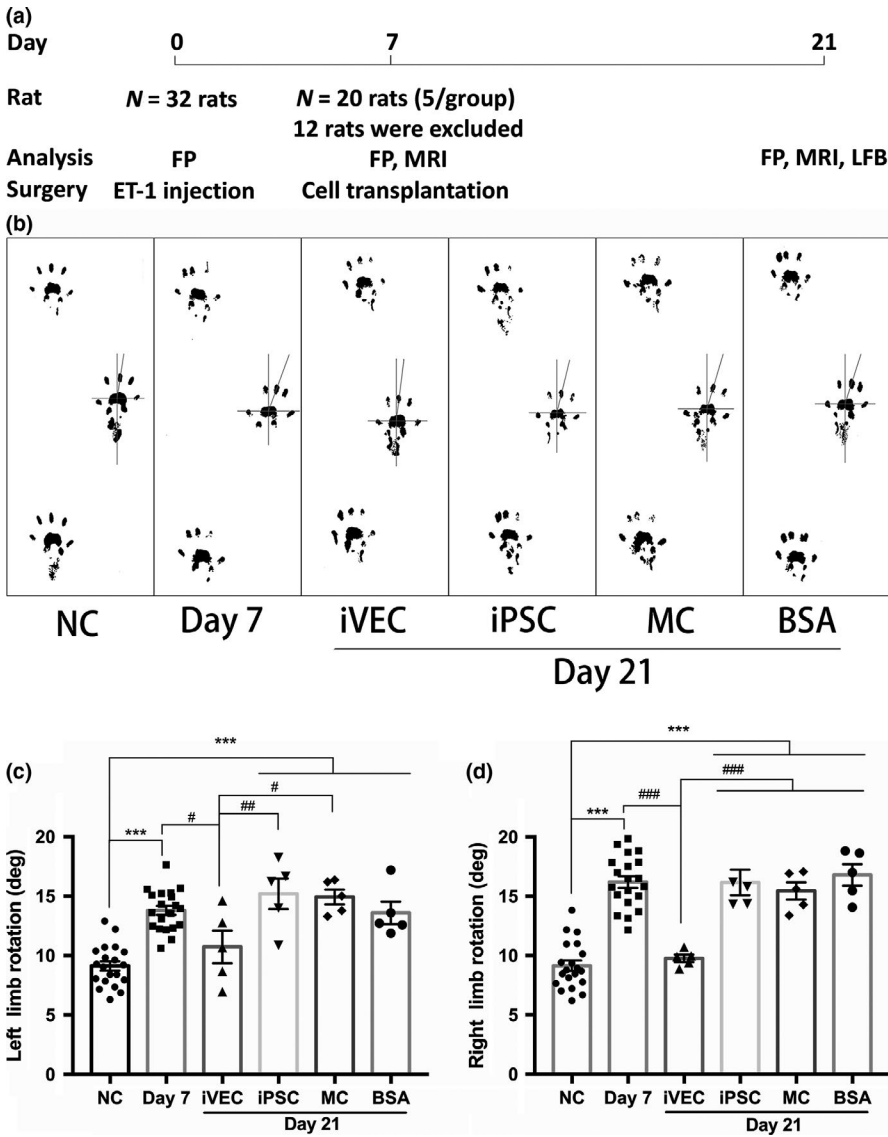 (a)
Day 0 7 21
Rat N = 32 rats N = 20 rats (5/group)
12 rats were excluded
Analysis FP FP, MRI FP, MRI, LFB
Surgery ET-1 injection Cell transplantation
(b)
NC Day 7 iVEC iPSC MC BSA
Day 21
(c)
***
#
##
#
***
Left limb rotation (deg)
20
15
10
5
0
NC Day 7 iVEC iPSC MC BSA
Day 21
(d)
***
###
###
***
Right limb rotation (deg)
20
15
10
5
0
NC Day 7 iVEC iPSC MC BSA
Day 21